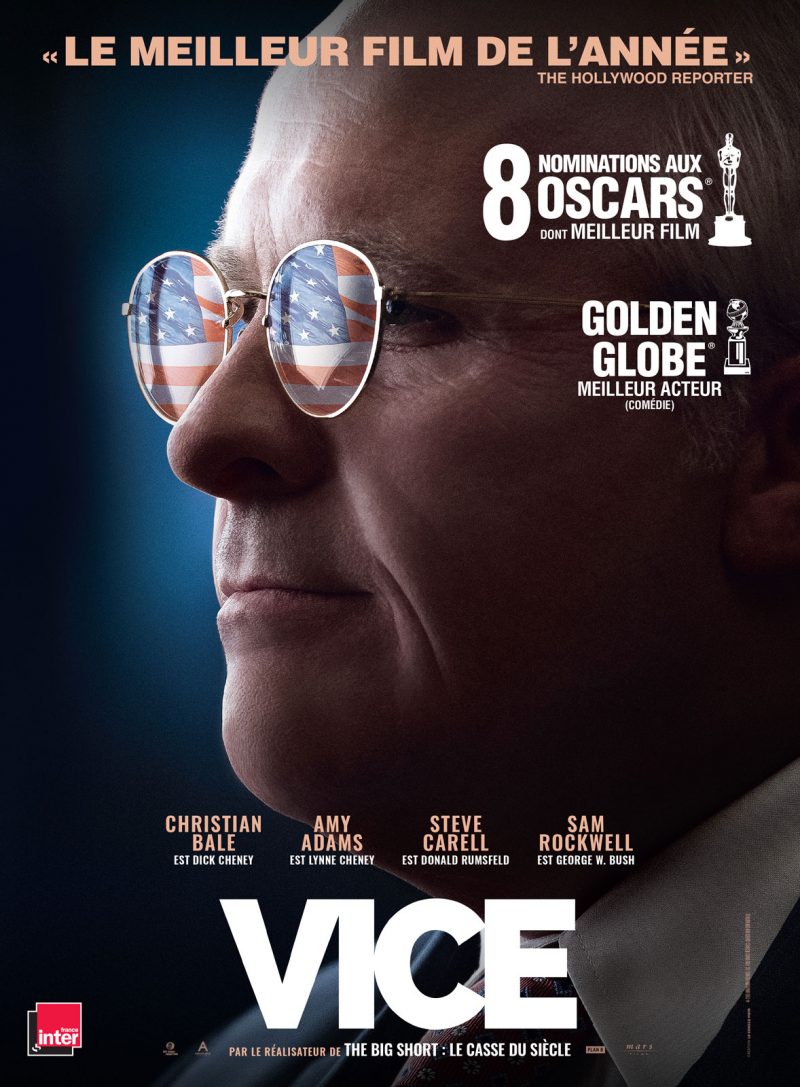 « LE MEILLEUR FILM DE L'ANNÉE »
THE HOLLYWOOD REPORTER
8 NOMINATIONS AUX
OSCARS®
DONT MEILLEUR FILM
GOLDEN
GLOBE®
MEILLEUR ACTEUR
(COMÉDIE)
CHRISTIAN
BALE
EST DICK CHENEY
AMY
ADAMS
EST LYNNE CHENEY
STEVE
CARELL
EST DONALD RUMSFELD
SAM
ROCKWELL
EST GEORGE W. BUSH
VICE
france
inter
PAR LE RÉALISATEUR DE THE BIG SHORT : LE CASSE DU SIÈCLE
PLAN B
mars
films